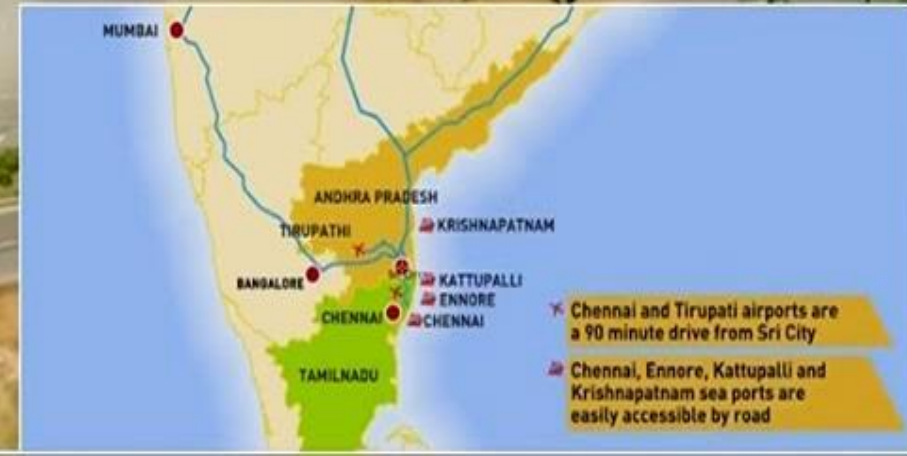 MUMBAI
ANDHRA PRADESH
TIRUPATHI
KRISHNAPATNAM
BANGALORE
KATTUPALLI
ENNORE
CHENNAI
CHENNAI
TAMILNADU
Chennai and Tirupati airports are
a 90 minute drive from Sri City
Chennai, Ennore, Kattupalli and
Krishnapatnam sea ports are
easily accessible by road